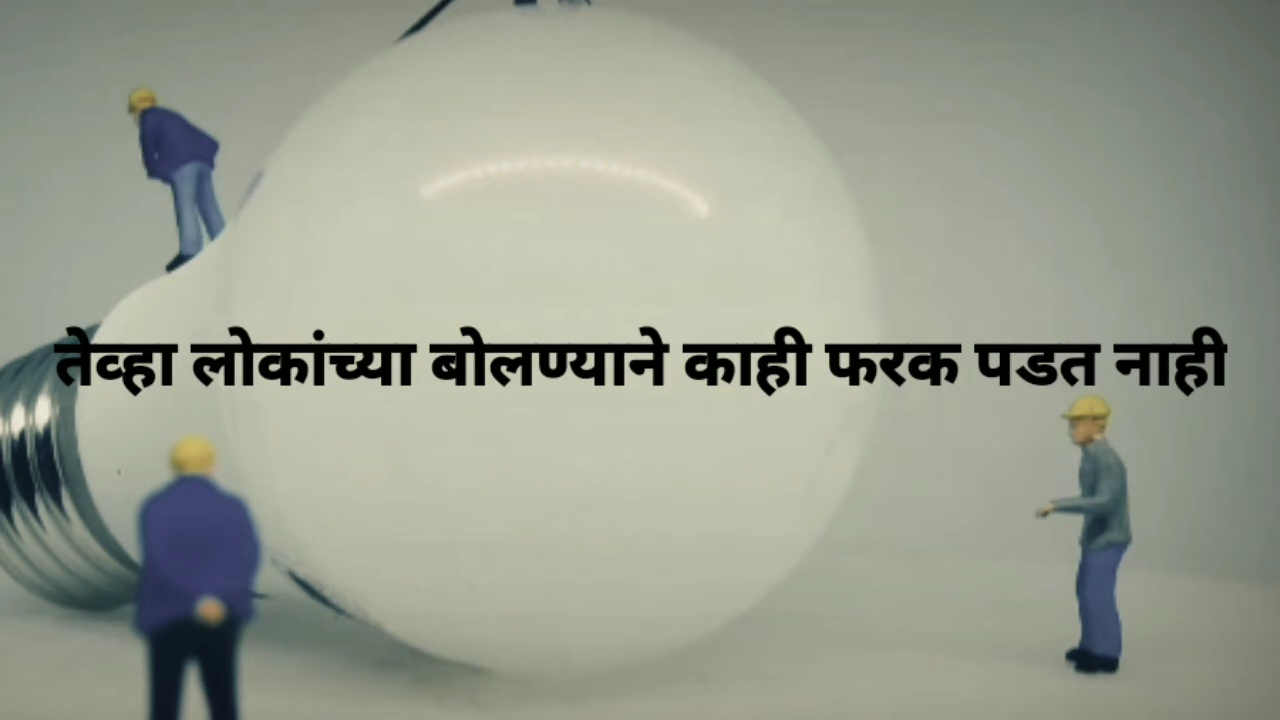 तेव्हा लोकांच्या बोलण्याने काही फरक पडत नाही